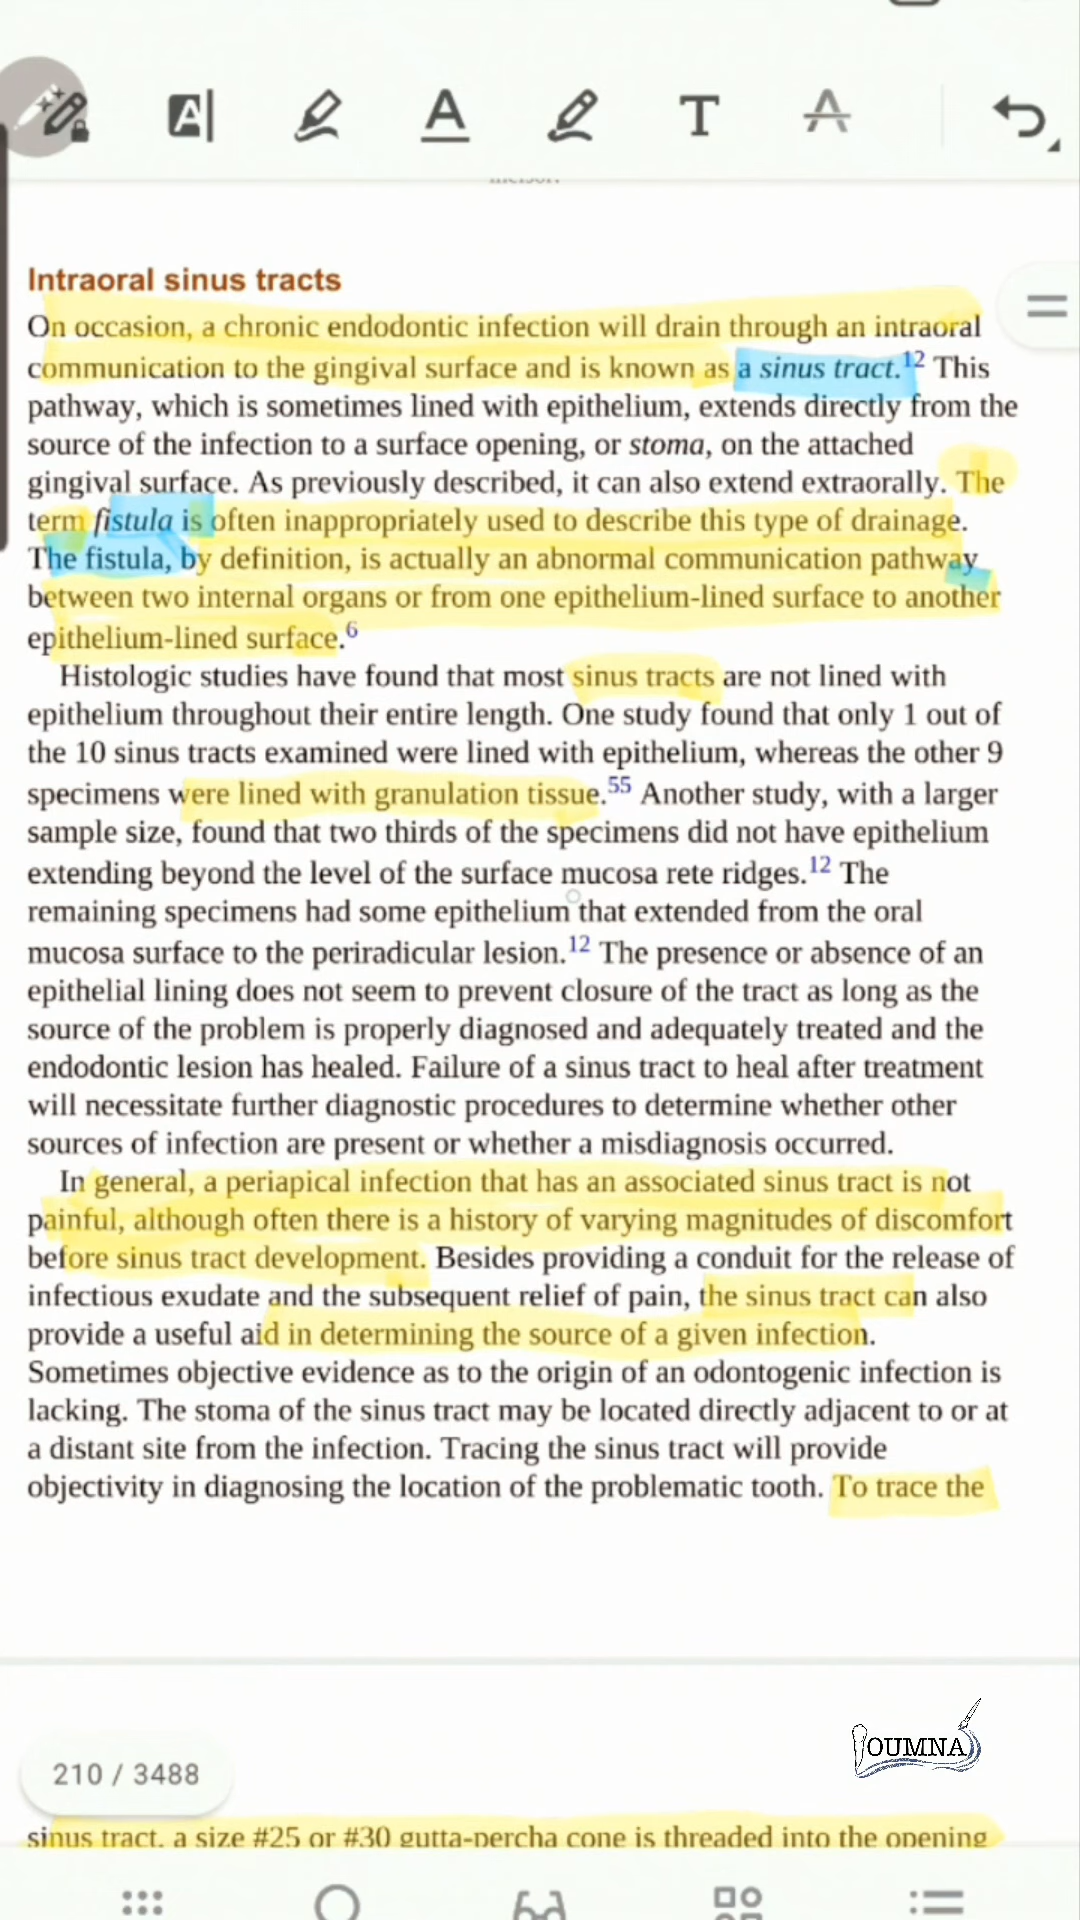 Intraoral sinus tracts
On occasion, a chronic endodontic infection will drain through an intraoral
communication to the gingival surface and is known as a sinus tract.12 This
pathway, which is sometimes lined with epithelium, extends directly from the
source of the infection to a surface opening, or stoma, on the attached
gingival surface. As previously described, it can also extend extraorally. The
term fistula is often inappropriately used to describe this type of drainage.
The fistula, by definition, is actually an abnormal communication pathway
between two internal organs or from one epithelium-lined surface to another
epithelium-lined surface.6
Histologic studies have found that most sinus tracts are not lined with
epithelium throughout their entire length. One study found that only 1 out of
the 10 sinus tracts examined were lined with epithelium, whereas the other 9
specimens were lined with granulation tissue.55 Another study, with a larger
sample size, found that two thirds of the specimens did not have epithelium
extending beyond the level of the surface mucosa rete ridges.12 The
remaining specimens had some epithelium that extended from the oral
mucosa surface to the periradicular lesion.12 The presence or absence of an
epithelial lining does not seem to prevent closure of the tract as long as the
source of the problem is properly diagnosed and adequately treated and the
endodontic lesion has healed. Failure of a sinus tract to heal after treatment
will necessitate further diagnostic procedures to determine whether other
sources of infection are present or whether a misdiagnosis occurred.
In general, a periapical infection that has an associated sinus tract is not
painful, although often there is a history of varying magnitudes of discomfort
before sinus tract development. Besides providing a conduit for the release of
infectious exudate and the subsequent relief of pain, the sinus tract can also
provide a useful aid in determining the source of a given infection.
Sometimes objective evidence as to the origin of an odontogenic infection is
lacking. The stoma of the sinus tract may be located directly adjacent to or at
a distant site from the infection. Tracing the sinus tract will provide
objectivity in diagnosing the location of the problematic tooth. To trace the
OUMNA
210 / 3488
sinus tract, a size #25 or #30 gutta-percha cone is threaded into the opening